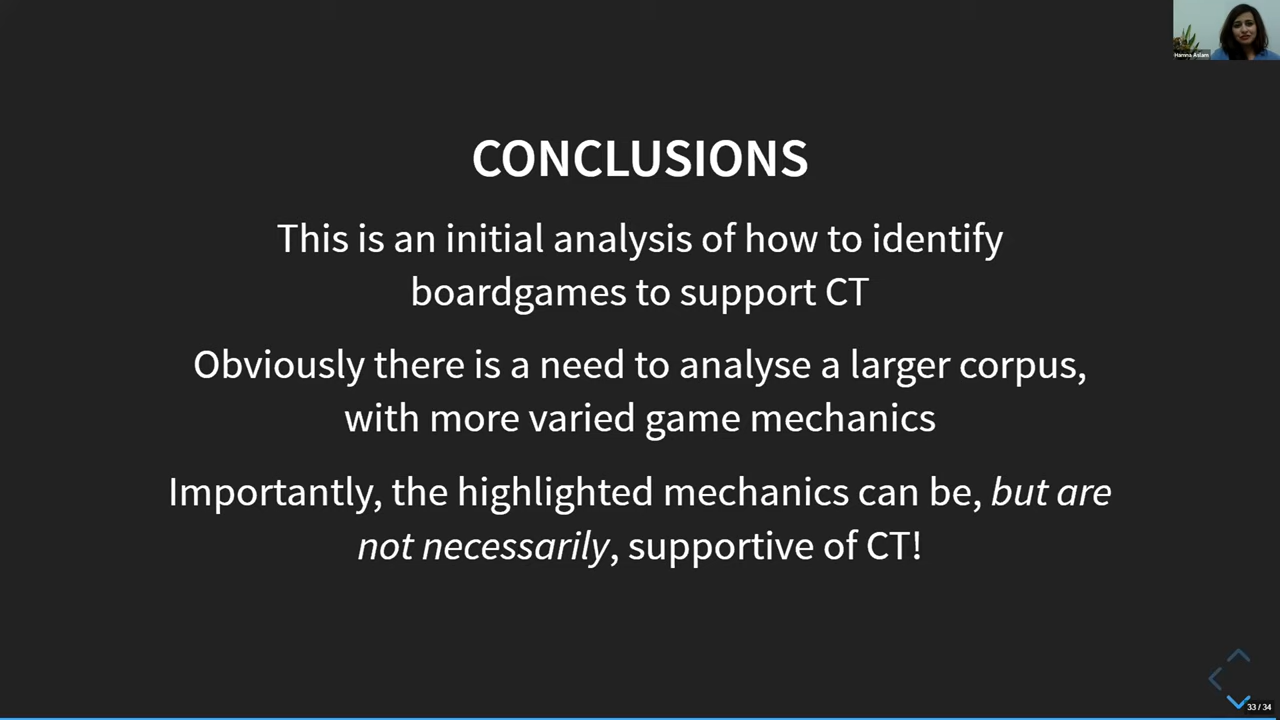 Hamna Aslam
CONCLUSIONS
This is an initial analysis of how to identify
boardgames to support CT
Obviously there is a need to analyse a larger corpus,
with more varied game mechanics
Importantly, the highlighted mechanics can be, but are
not necessarily, supportive of CT!
33 / 34